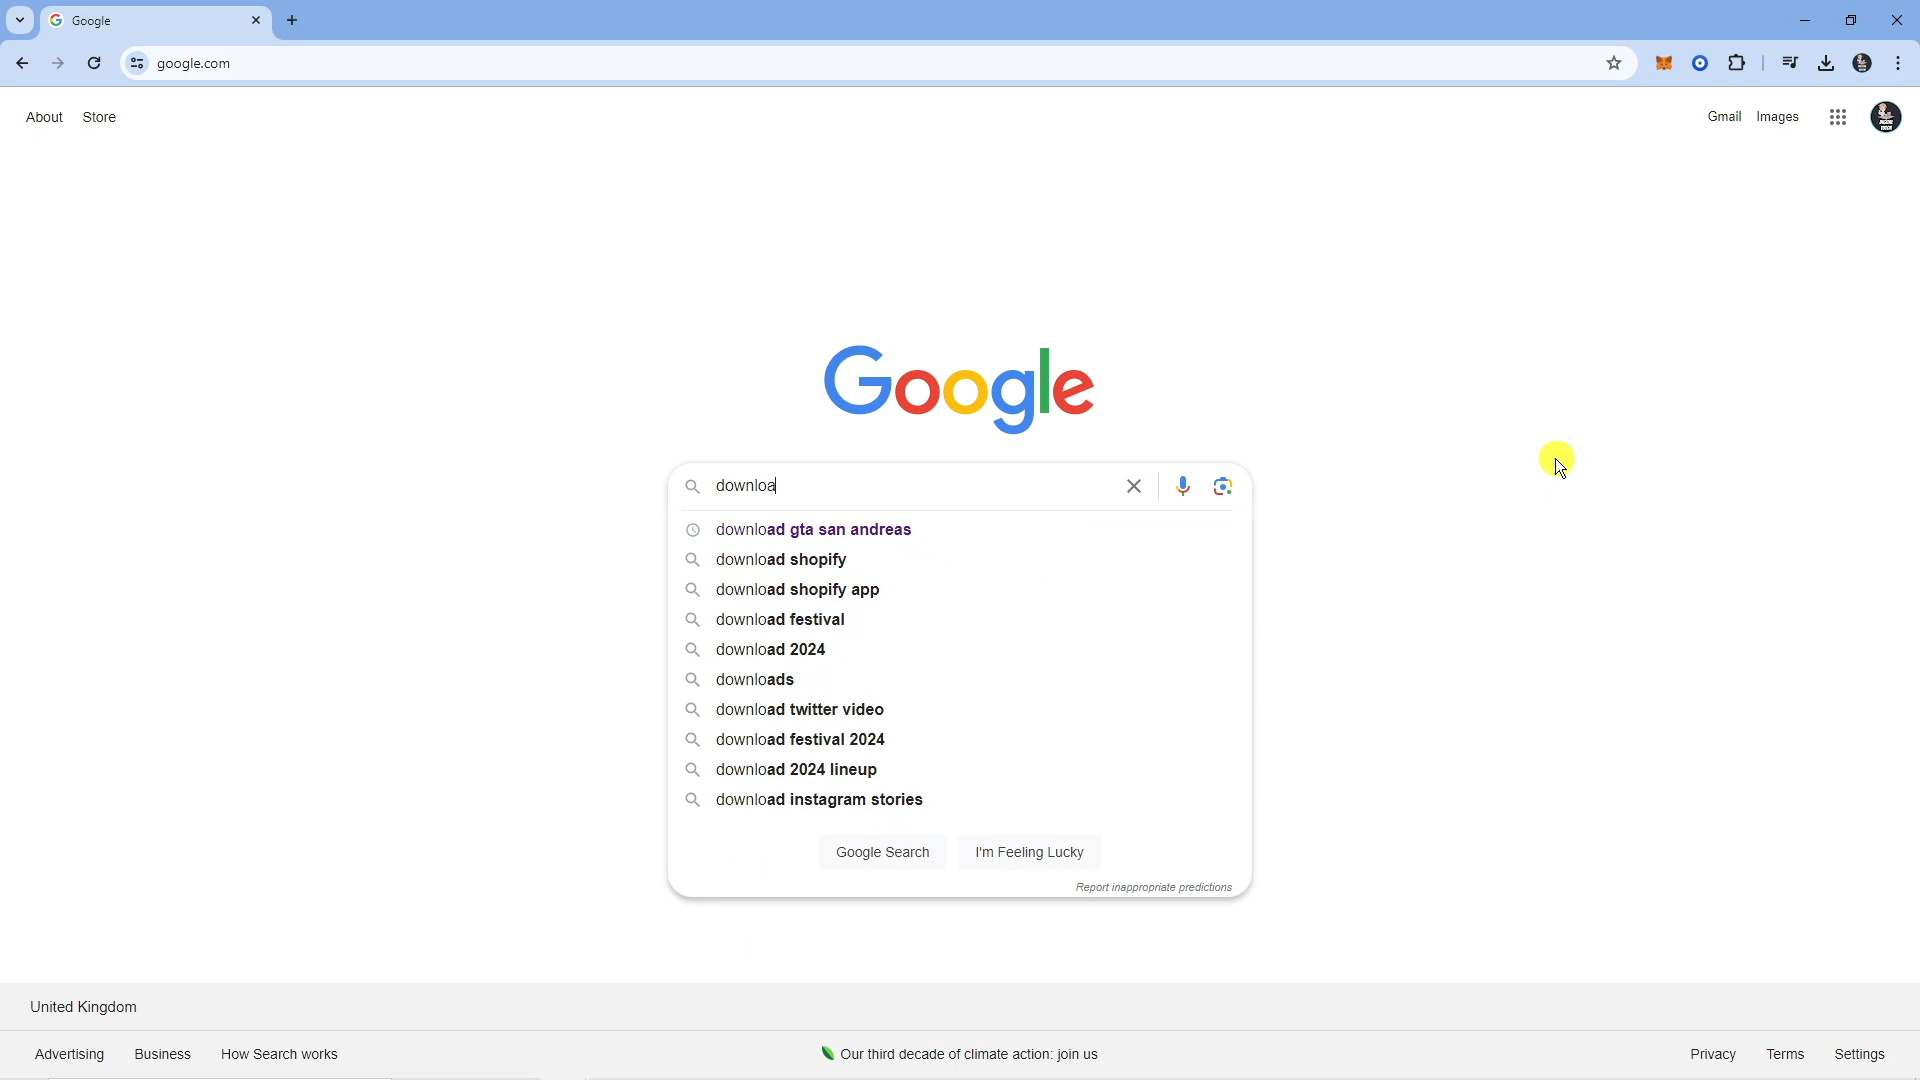 Google
google.com
About Store
Gmail Images
Google
downloa
download gta san andreas
download shopify
download shopify app
download festival
download 2024
downloads
download twitter video
download festival 2024
download 2024 lineup
download instagram stories
Google Search I'm Feeling Lucky
Report inappropriate predictions
United Kingdom
Advertising Business How Search works
Our third decade of climate action: join us
Privacy Terms Settings